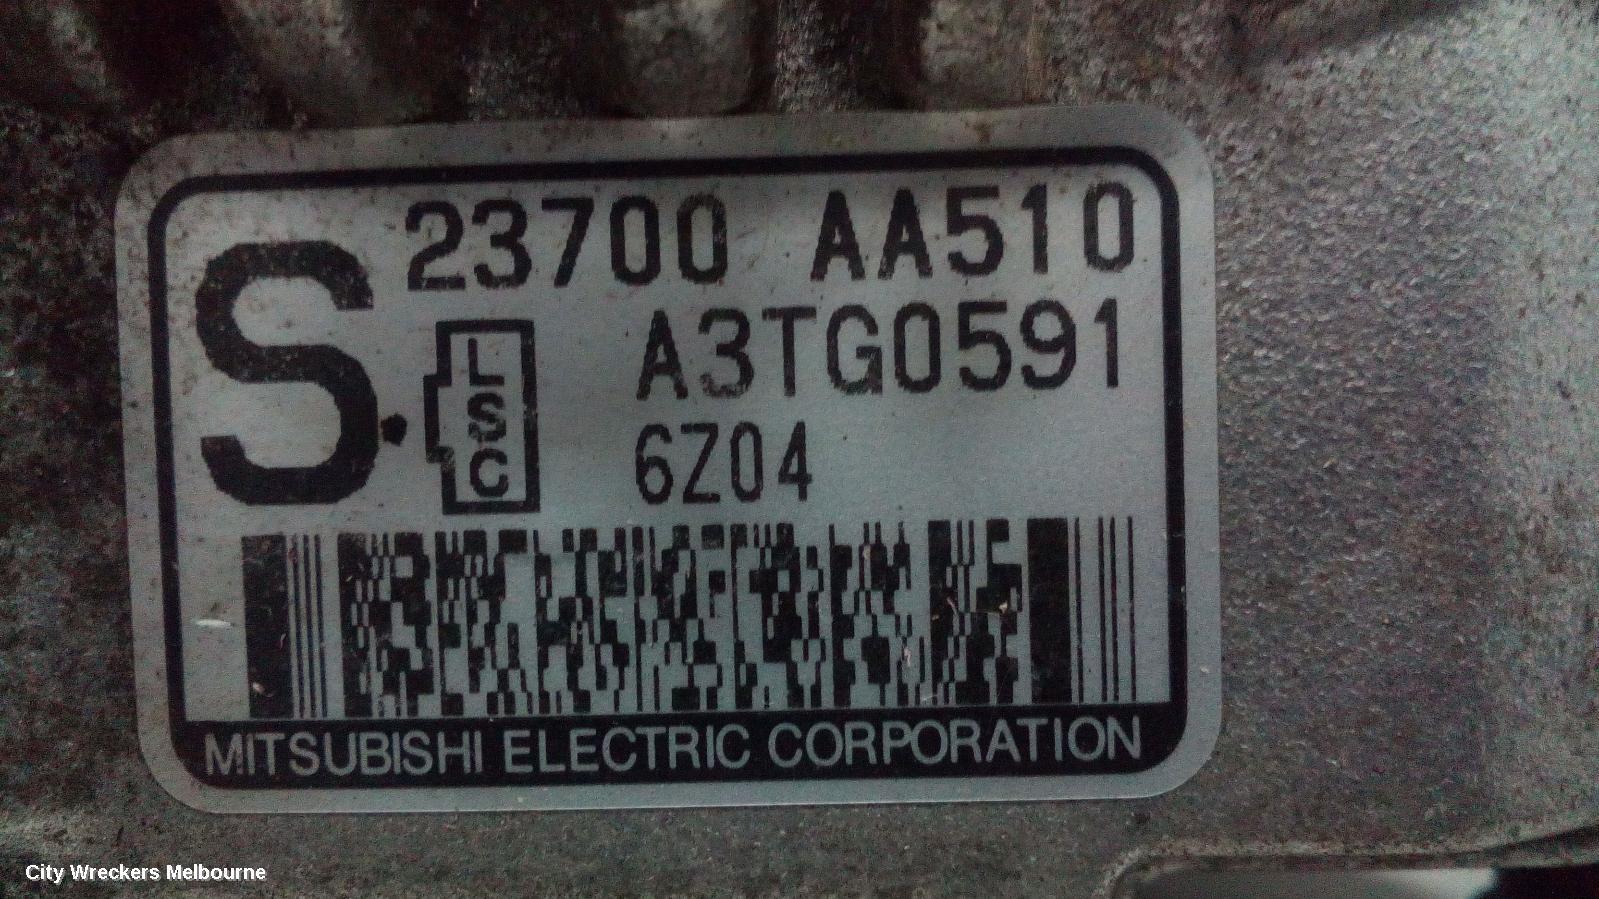 S
23700 AA510
A3TG0591
LSC
6Z04
MITSUBISHI ELECTRIC CORPORATION
City Wreckers Melbourne